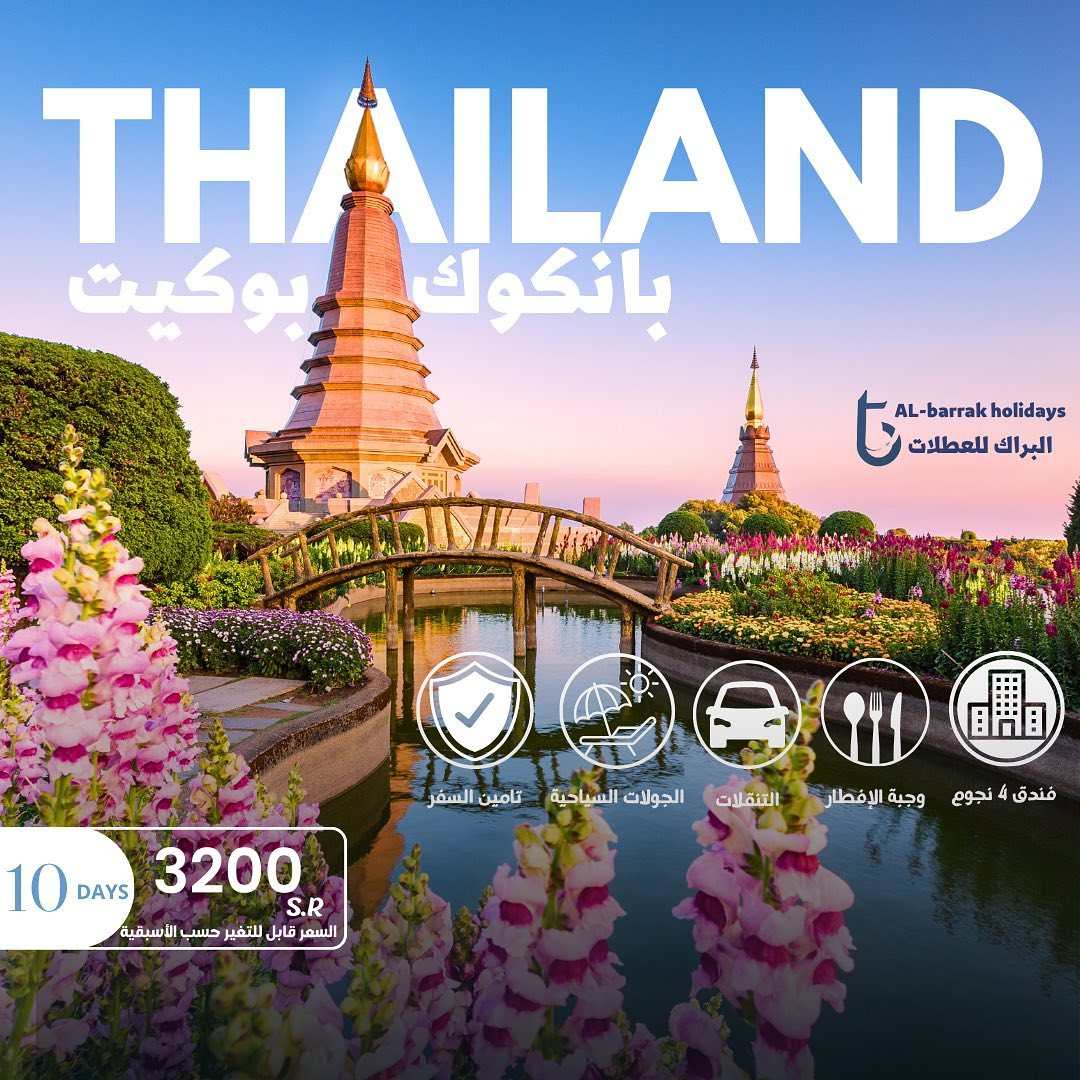 THAILAND
بانكوك بوكيت
AL-barrak holidays
البراك للعطلات
فندق 4 نجوم
وجبة الإفطار
التنقلات
الجولات السياحية
تامين السفر
10 DAYS
3200
S.R
السعر قابل للتغير حسب الأسبقية